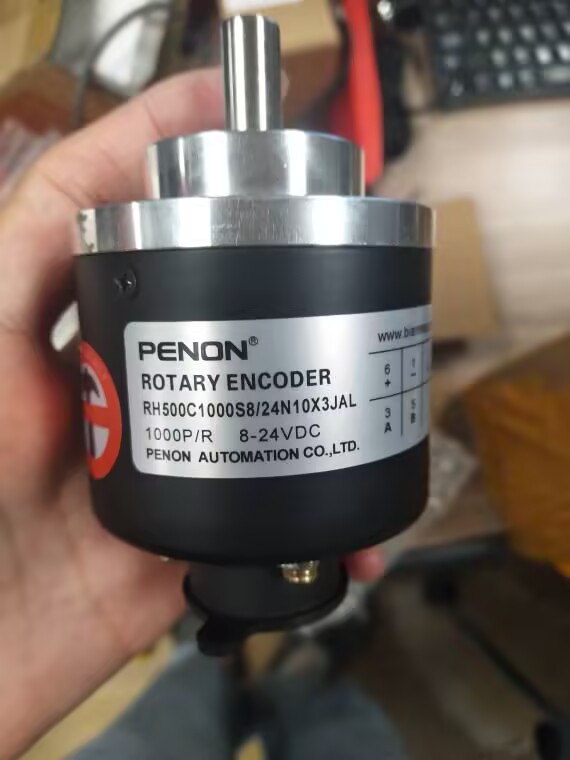 PENON®
ROTARY ENCODER
RH500C1000S8/24N10X3JAL
1000P/R 8-24VDC
PENON AUTOMATION CO.,LTD.
6 1
+ −
3 5
A B